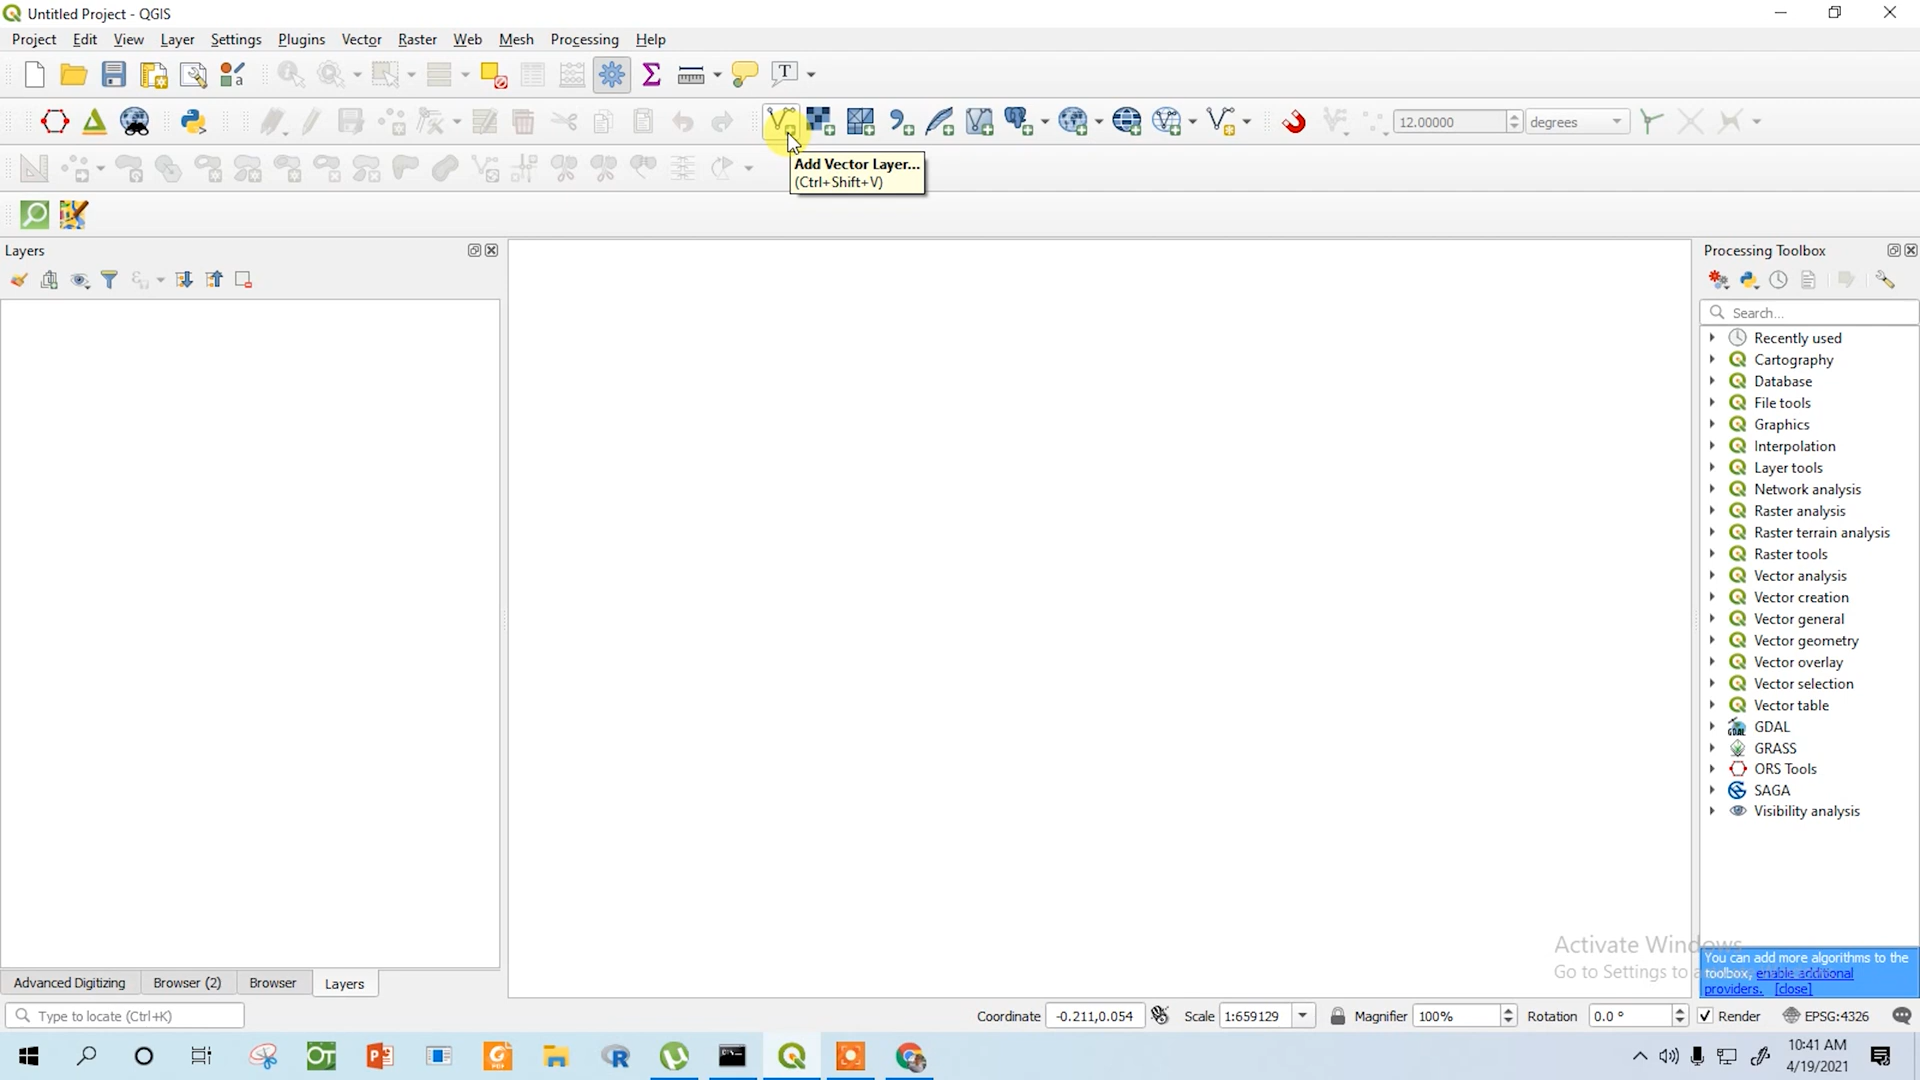 Untitled Project - QGIS
Project Edit View Layer Settings Plugins Vector Raster Web Mesh Processing Help
12.00000 degrees
Add Vector Layer...
(Ctrl+Shift+V)
Layers
Processing Toolbox
Search...
Recently used
Cartography
Database
File tools
Graphics
Interpolation
Layer tools
Network analysis
Raster analysis
Raster terrain analysis
Raster tools
Vector analysis
Vector creation
Vector general
Vector geometry
Vector overlay
Vector selection
Vector table
GDAL
GRASS
ORS Tools
SAGA
Visibility analysis
Activate Windows
Go to Settings to a
You can add more algorithms to the
toolbox, enable additional
providers. [close]
Advanced Digitizing Browser (2) Browser Layers
Type to locate (Ctrl+K) Coordinate -0.211,0.054 Scale 1:659129 Magnifier 100% Rotation 0.0 ° Render EPSG:4326
10:41 AM
4/19/2021